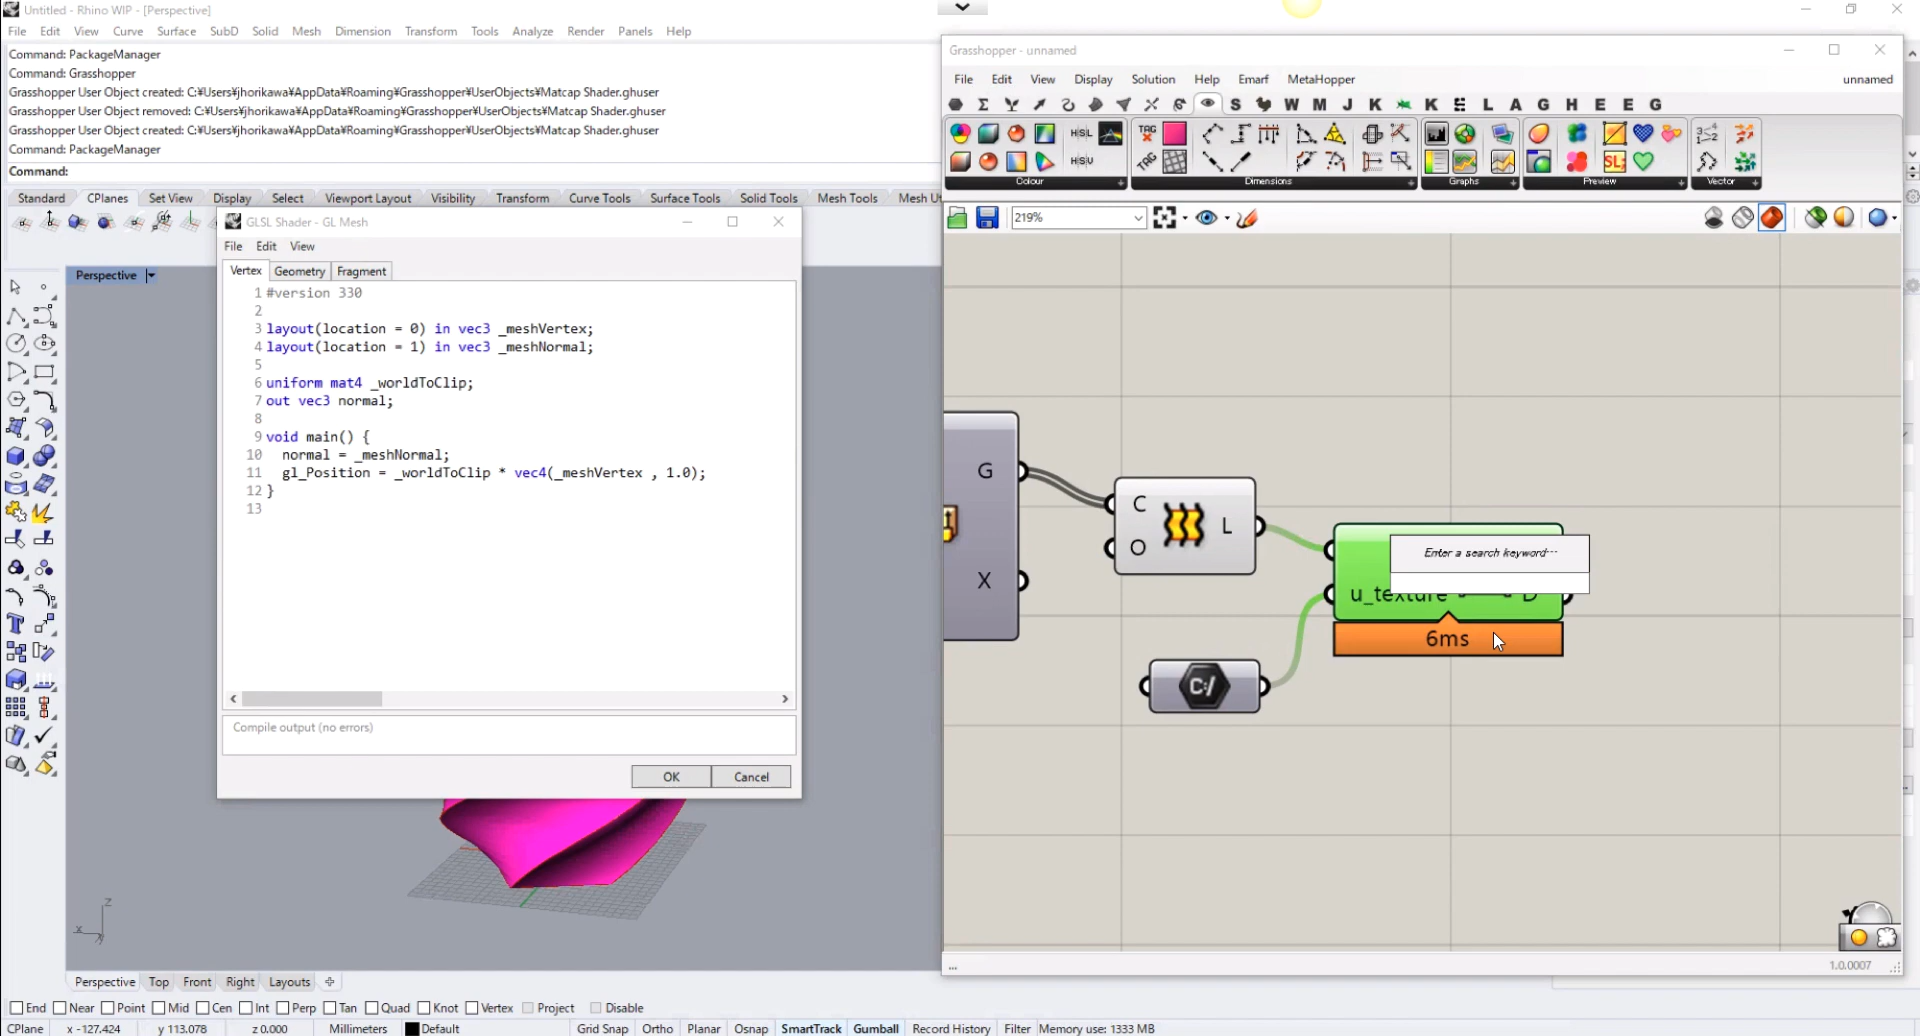 Untitled - Rhino WIP - [Perspective]
File Edit View Curve Surface SubD Solid Mesh Dimension Transform Tools Analyze Render Panels Help
Command: PackageManager
Command: Grasshopper
Grasshopper User Object created: C:¥Users¥jhorikawa¥AppData¥Roaming¥Grasshopper¥UserObjects¥Matcap Shader.ghuser
Grasshopper User Object removed: C:¥Users¥jhorikawa¥AppData¥Roaming¥Grasshopper¥UserObjects¥Matcap Shader.ghuser
Grasshopper User Object created: C:¥Users¥jhorikawa¥AppData¥Roaming¥Grasshopper¥UserObjects¥Matcap Shader.ghuser
Command: PackageManager
Command:
Standard CPlanes Set View Display Select Viewport Layout Visibility Transform Curve Tools Surface Tools Solid Tools Mesh Tools Mesh Ut
Perspective
GLSL Shader - GL Mesh
File Edit View
Vertex Geometry Fragment
1 #version 330
2
3 layout(location = 0) in vec3 _meshVertex;
4 layout(location = 1) in vec3 _meshNormal;
5
6 uniform mat4 _worldToClip;
7 out vec3 normal;
8
9 void main() {
10 normal = _meshNormal;
11 gl_Position = _worldToClip * vec4(_meshVertex , 1.0);
12 }
13
Compile output (no errors)
OK Cancel
z
x
y
Grasshopper - unnamed
File Edit View Display Solution Help Emarf MetaHopper unnamed
S W M J K K L A G H E E G
HSL
HSV
TAG
TAG
SL:
Colour Dimensions Graphs Preview Vector
219%
G
X
C
O
L
Enter a search keyword...
u_texture D
6ms
C:/
... 1.0.0007
Perspective Top Front Right Layouts
End Near Point Mid Cen Int Perp Tan Quad Knot Vertex Project Disable
CPlane x -127.424 y 113.078 z 0.000 Millimeters Default Grid Snap Ortho Planar Osnap SmartTrack Gumball Record History Filter Memory use: 1333 MB